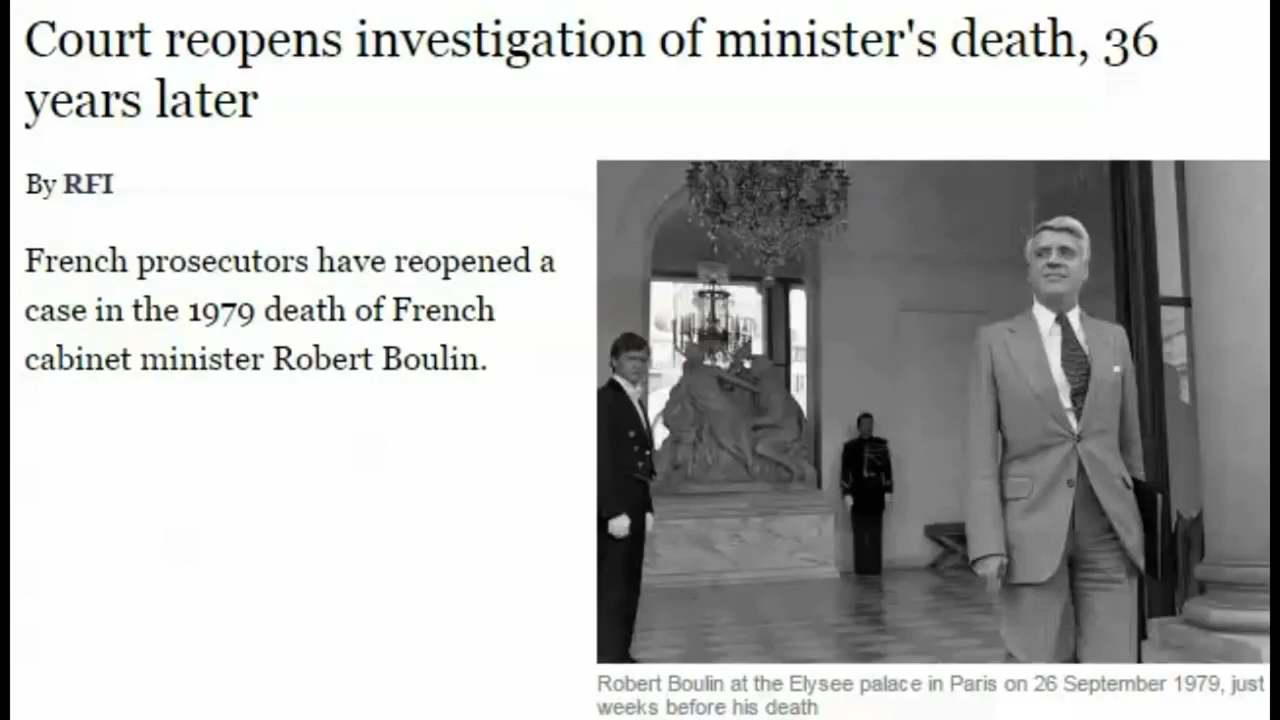 Court reopens investigation of minister's death, 36
years later
By RFI
French prosecutors have reopened a
case in the 1979 death of French
cabinet minister Robert Boulin.
Robert Boulin at the Elysee palace in Paris on 26 September 1979, just
weeks before his death